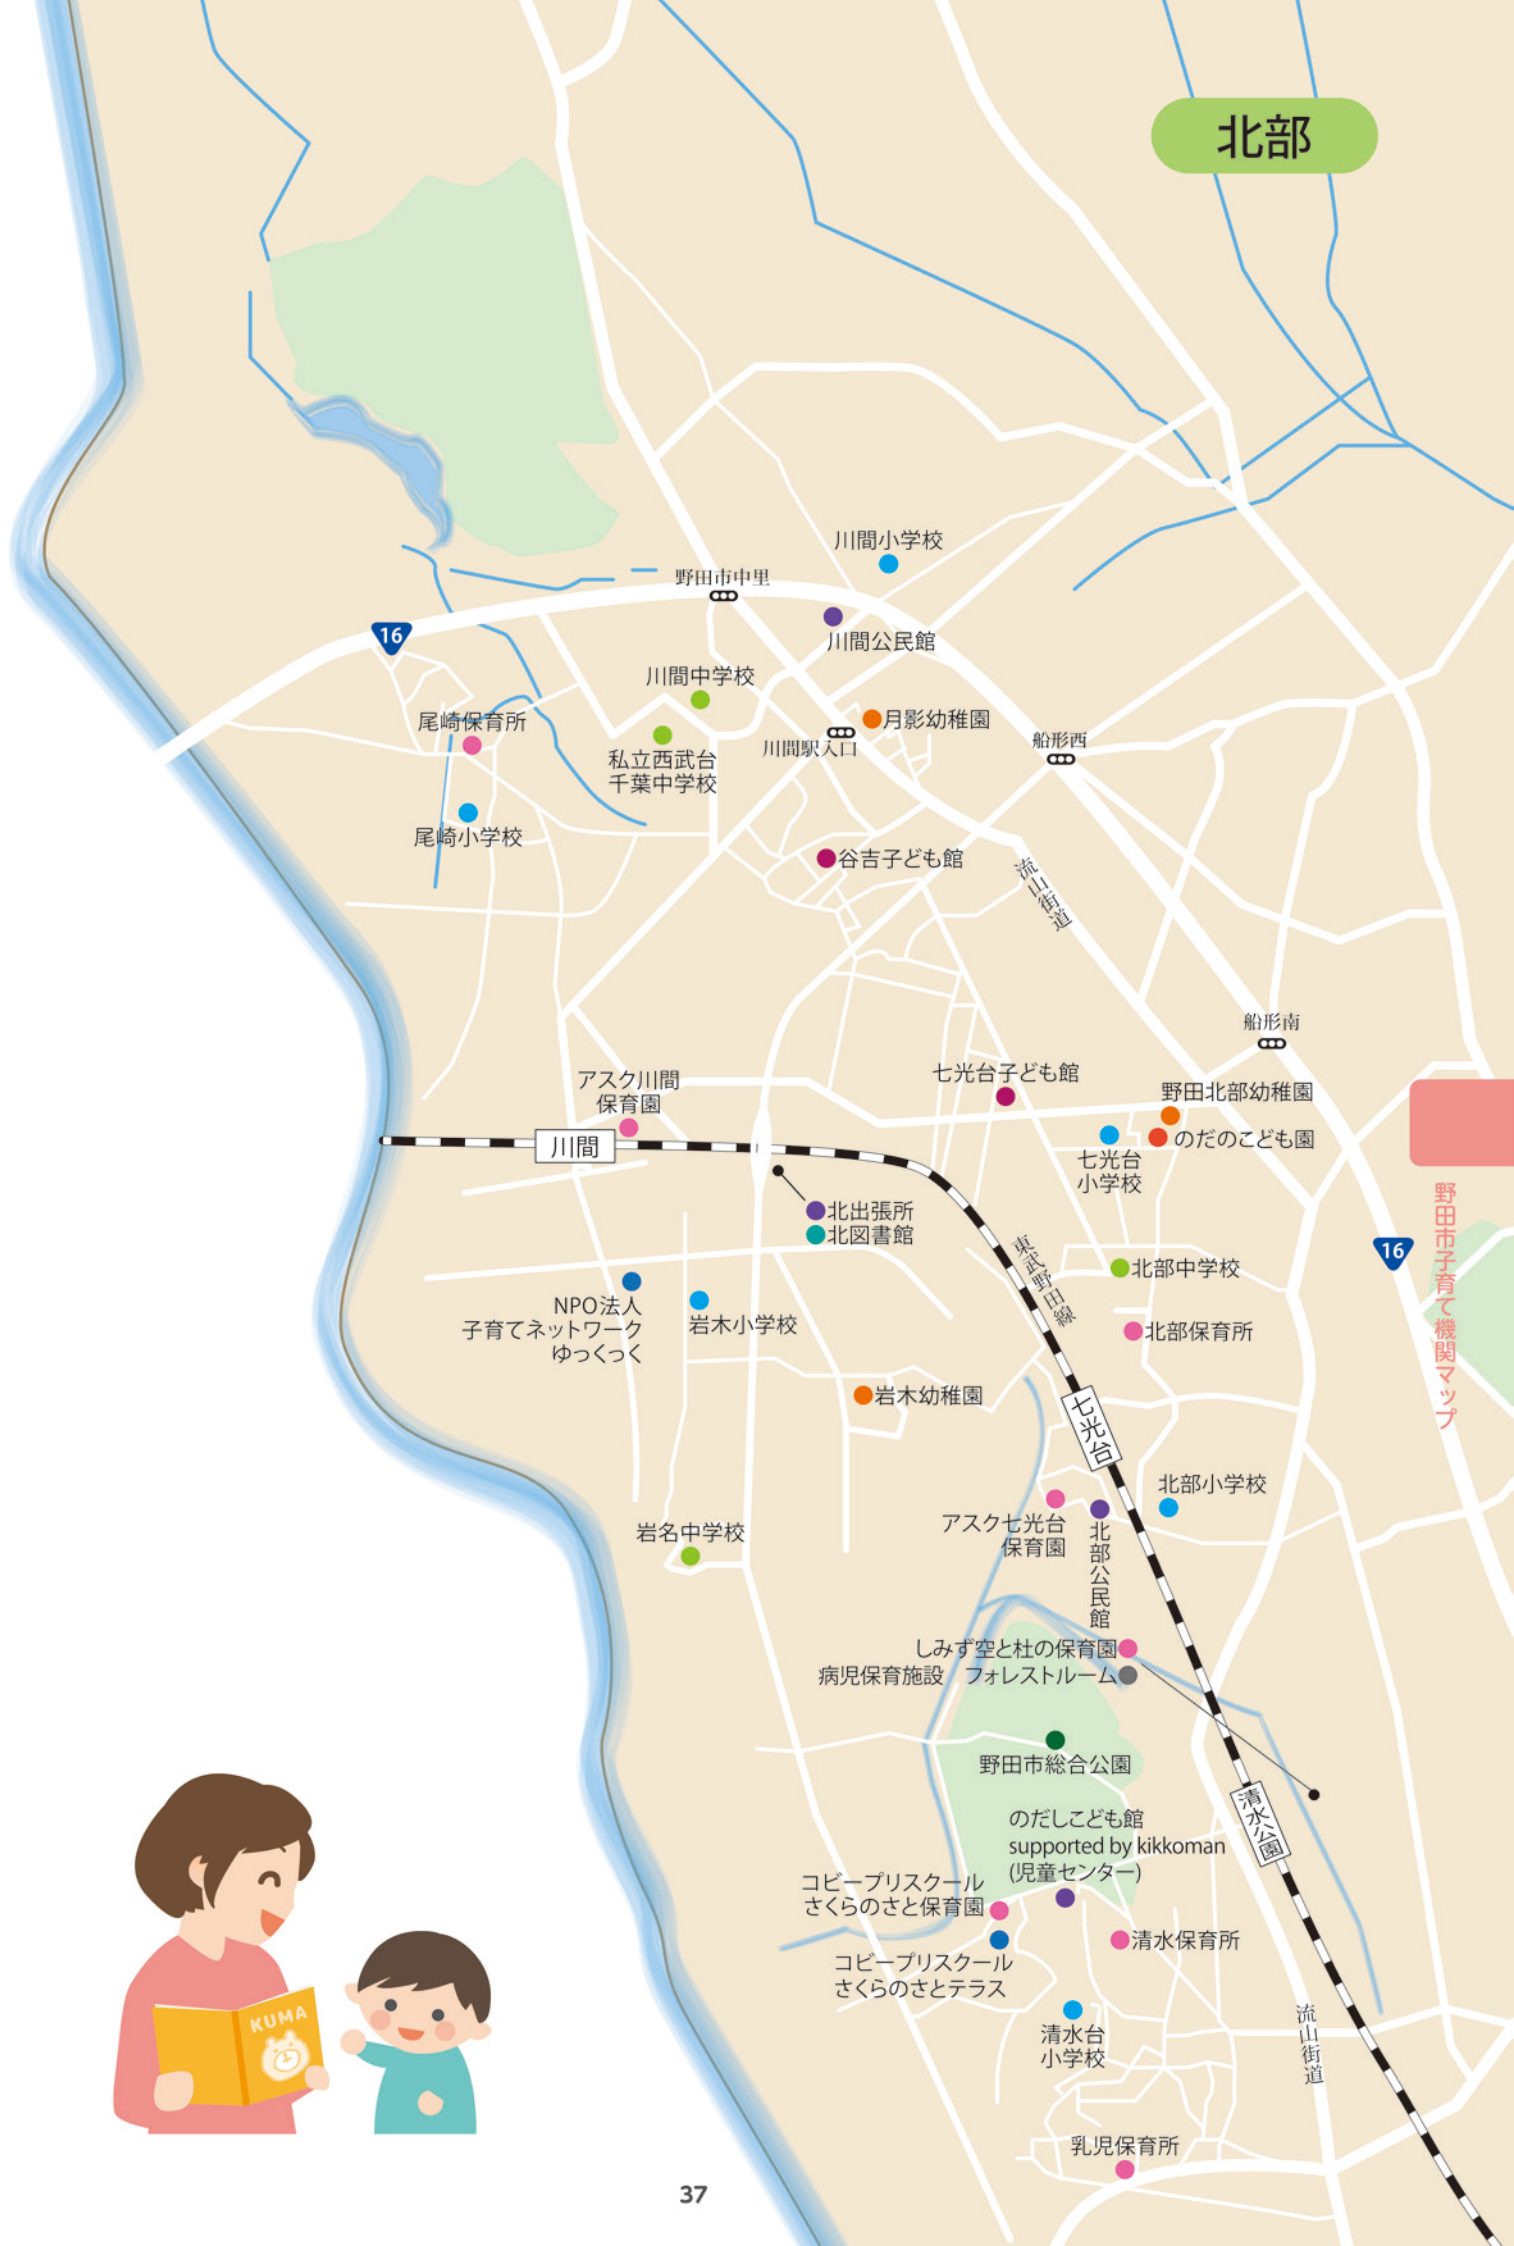 北部
川間小学校
野田市中里
16
川間公民館
川間中学校
尾崎保育所
月影幼稚園
私立西武台
千葉中学校
川間駅入口
船形西
尾崎小学校
谷吉子ども館
流山街道
船形南
七光台子ども館
アスク川間
保育園
野田北部幼稚園
のだのこども園
川間
七光台
小学校
野田市子育て機関マップ
北出張所
北図書館
16
東武野田線
北部中学校
NPO法人
子育てネットワーク
ゆっくっく
岩木小学校
北部保育所
岩木幼稚園
七光台
北部小学校
アスク七光台
保育園
北部公民館
岩名中学校
しみず空と杜の保育園
病児保育施設 フォレストルーム
野田市総合公園
清水公園
のだしこども館
supported by kikkoman
(児童センター)
コビープリスクール
さくらのさと保育園
清水保育所
コビープリスクール
さくらのさとテラス
清水台
小学校
流山街道
KUMA
乳児保育所
37